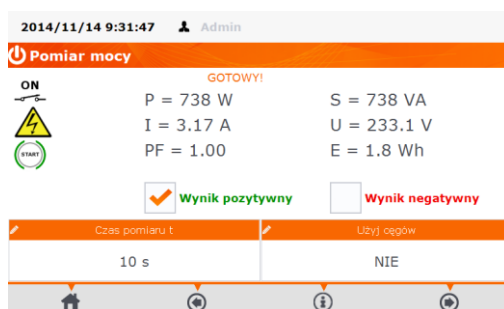 2014/11/14 9:31:47 Admin
Pomiar mocy
GOTOWY!
ON
P = 738 W S = 738 VA
I = 3.17 A U = 233.1 V
START
PF = 1.00 E = 1.8 Wh
Wynik pozytywny Wynik negatywny
Czas pomiaru t Użyj cęgów
10 s NIE